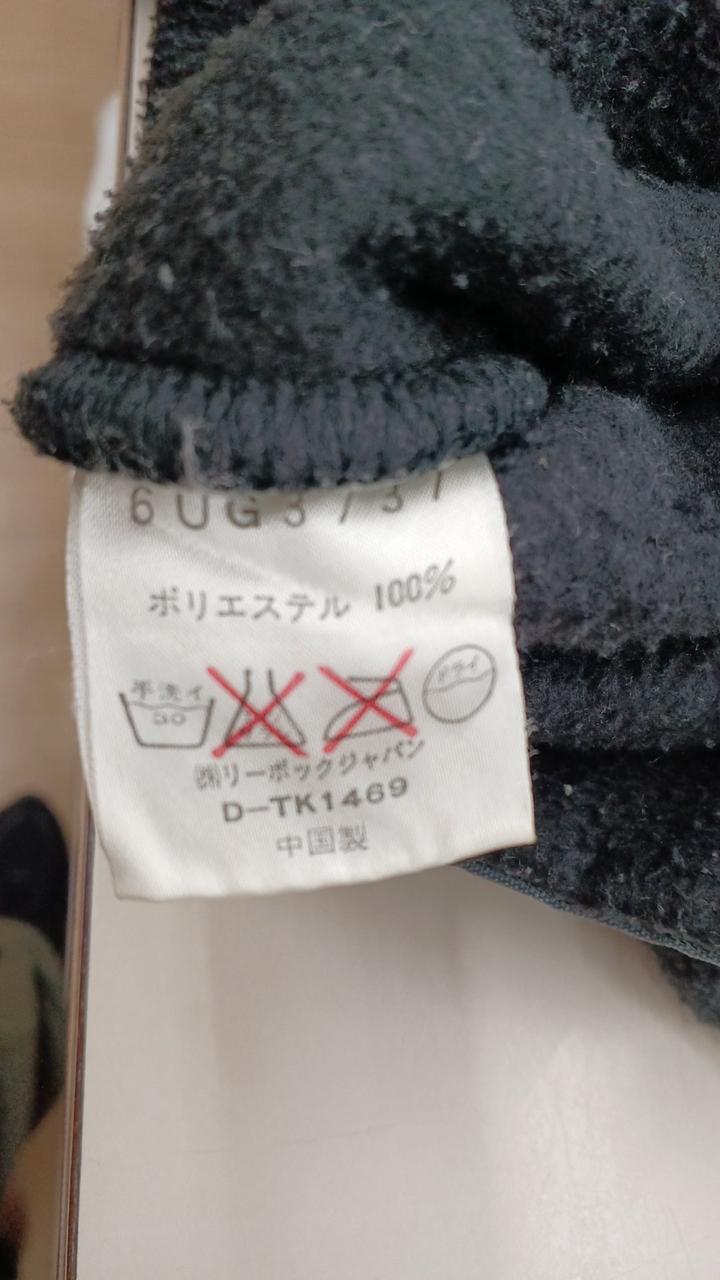 6UG3737
ポリエステル 100%
手洗イ 30 ドライ
㈱リーボックジャパン
D-TK1469
中国製